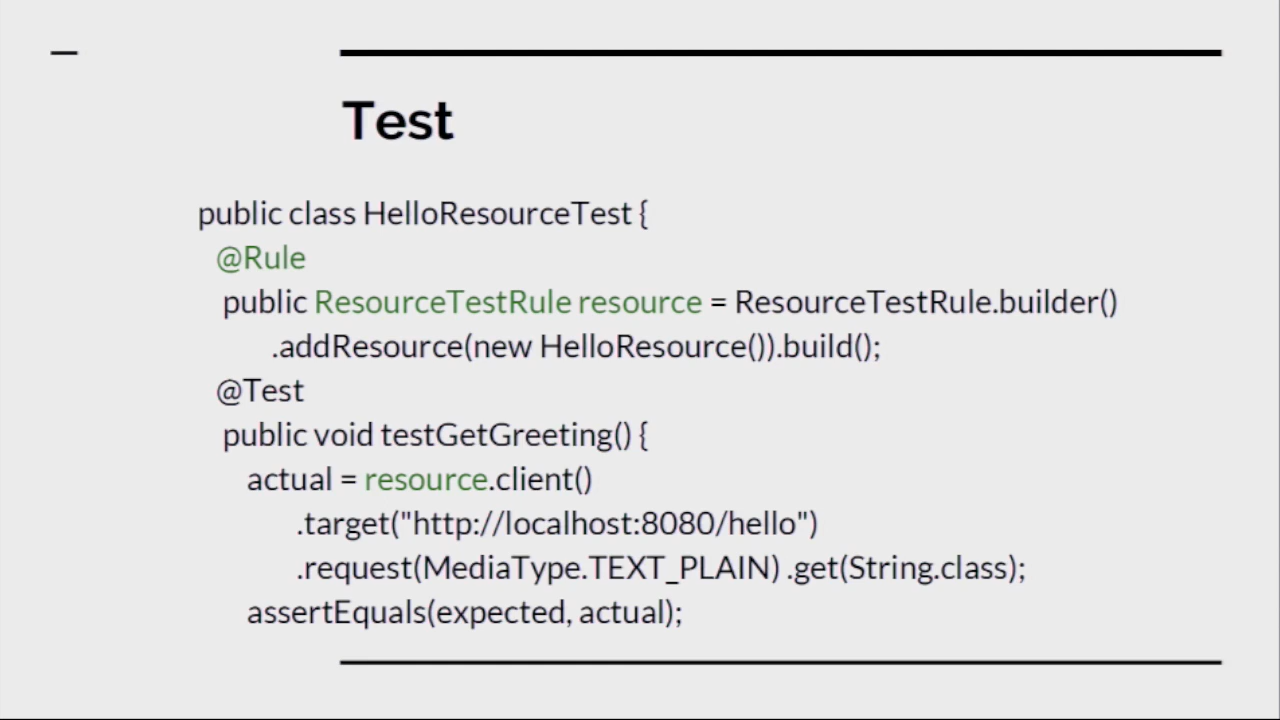 Test
public class HelloResourceTest {
@Rule
public ResourceTestRule resource = ResourceTestRule.builder()
.addResource(new HelloResource()).build();
@Test
public void testGetGreeting() {
actual = resource.client()
.target("http://localhost:8080/hello")
.request(MediaType.TEXT_PLAIN) .get(String.class);
assertEquals(expected, actual);